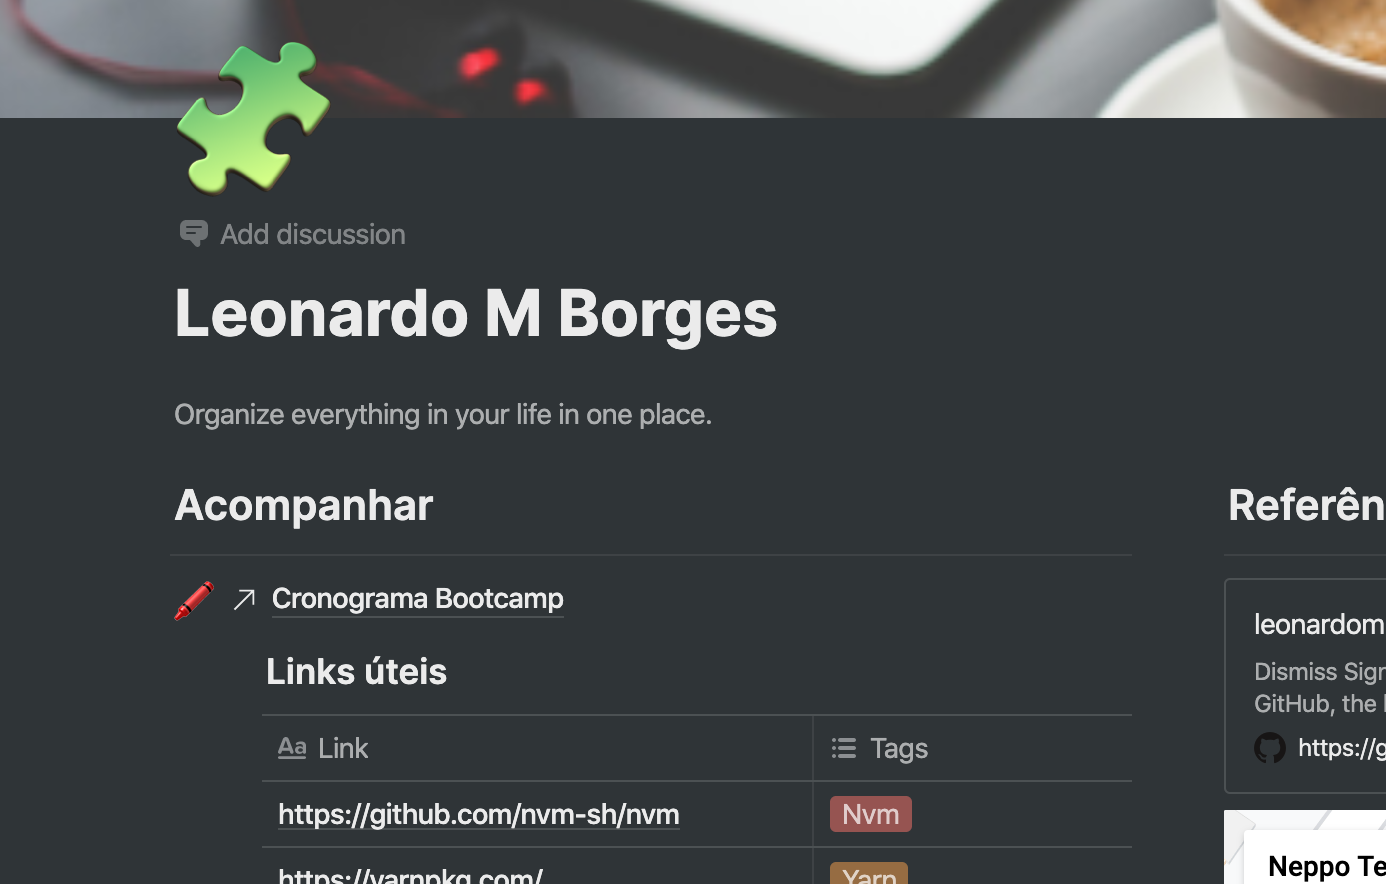 Add discussion
Leonardo M Borges
Organize everything in your life in one place.
Acompanhar
Cronograma Bootcamp
Links úteis
Aa Link Tags
https://github.com/nvm-sh/nvm Nvm
https://yarnpkg.com/ Yarn
Referên
leonardom
Dismiss Sign
GitHub, the
https://g
Neppo Te